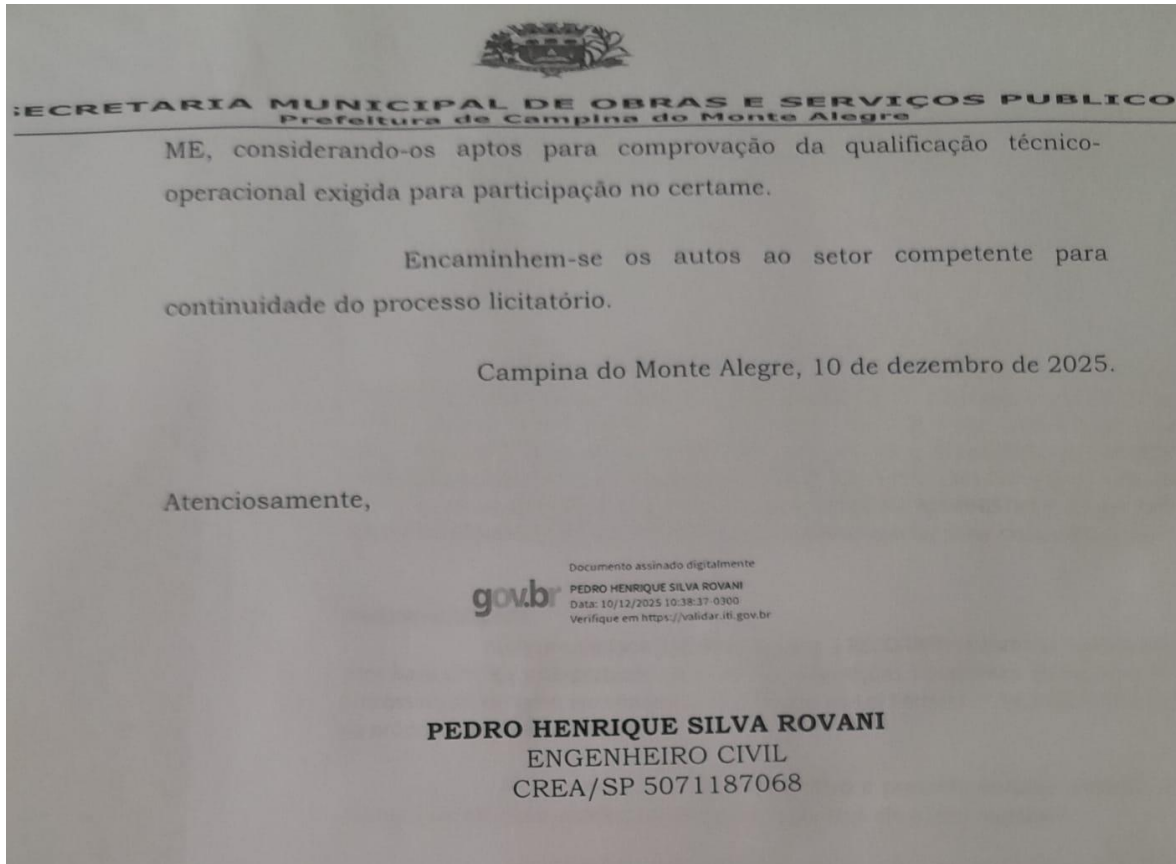 ECRETARIA MUNICIPAL DE OBRAS E SERVIÇOS PUBLICO
Prefeitura de Campina do Monte Alegre
ME, considerando-os aptos para comprovação da qualificação técnico-
operacional exigida para participação no certame.
Encaminhem-se os autos ao setor competente para
continuidade do processo licitatório.
Campina do Monte Alegre, 10 de dezembro de 2025.
Atenciosamente,
Documento assinado digitalmente
gov.br
PEDRO HENRIQUE SILVA ROVANI
Data: 10/12/2025 10:38:37-0300
Verifique em https://validar.iti.gov.br
PEDRO HENRIQUE SILVA ROVANI
ENGENHEIRO CIVIL
CREA/SP 5071187068